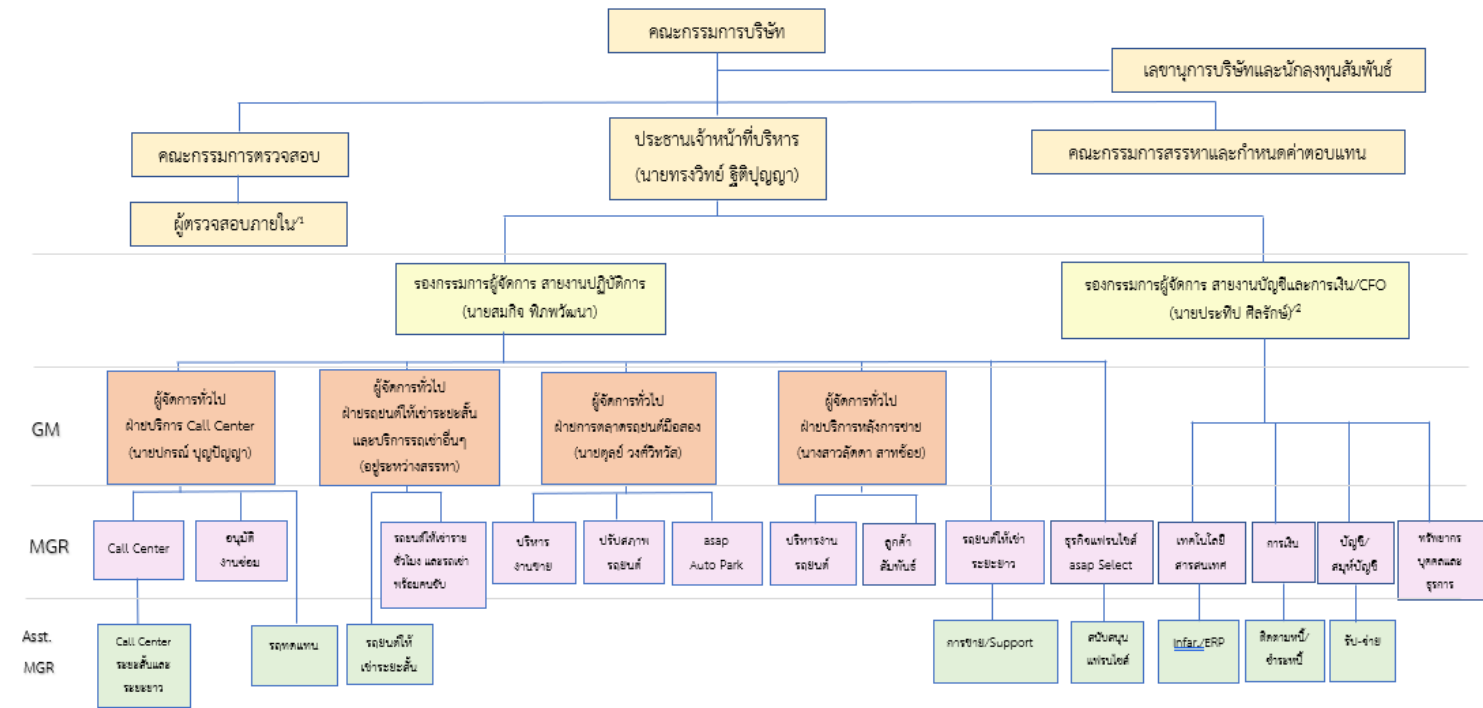 คณะกรรมการบริษัท
เลขานุการบริษัทและนักลงทุนสัมพันธ์
คณะกรรมการตรวจสอบ
ประธานเจ้าหน้าที่บริหาร
(นายทรงวิทย์ ฐิติปุญญา)
คณะกรรมการสรรหาและกำหนดค่าตอบแทน
ผู้ตรวจสอบภายใน/1
รองกรรมการผู้จัดการ สายงานปฏิบัติการ
(นายสมกิจ พิภพวัฒนา)
รองกรรมการผู้จัดการ สายงานบัญชีและการเงิน/CFO
(นายประทีป ศีลรักษ์)/2
GM
ผู้จัดการทั่วไป
ฝ่ายบริการ Call Center
(นายปกรณ์ บุญปัญญา)
ผู้จัดการทั่วไป
ฝ่ายรถยนต์ให้เช่าระยะสั้น
และบริการรถเช่าอื่นๆ
(อยู่ระหว่างสรรหา)
ผู้จัดการทั่วไป
ฝ่ายการตลาดรถยนต์มือสอง
(นายตุลย์ วงศ์วิทวัส)
ผู้จัดการทั่วไป
ฝ่ายบริการหลังการขาย
(นางสาวลัดดา สาทช้อย)
MGR
Call Center
อนุมัติ
งานซ่อม
รถยนต์ให้เช่าราย
ชั่วโมง และรถเช่า
พร้อมคนขับ
บริหาร
งานขาย
ปรับสภาพ
รถยนต์
asap
Auto Park
บริหารงาน
รถยนต์
ลูกค้า
สัมพันธ์
รถยนต์ให้เช่า
ระยะยาว
ธุรกิจแฟรนไชส์
asap Select
เทคโนโลยี
สารสนเทศ
การเงิน
บัญชี/
สมุห์บัญชี
ทรัพยากร
บุคคลและ
ธุรการ
Asst.
MGR
Call Center
ระยะสั้นและ
ระยะยาว
รถทดแทน
รถยนต์ให้
เช่าระยะสั้น
การขาย/Support
สนับสนุน
แฟรนไชส์
Infar./ERP
ติดตามหนี้/
ชำระหนี้
รับ-จ่าย